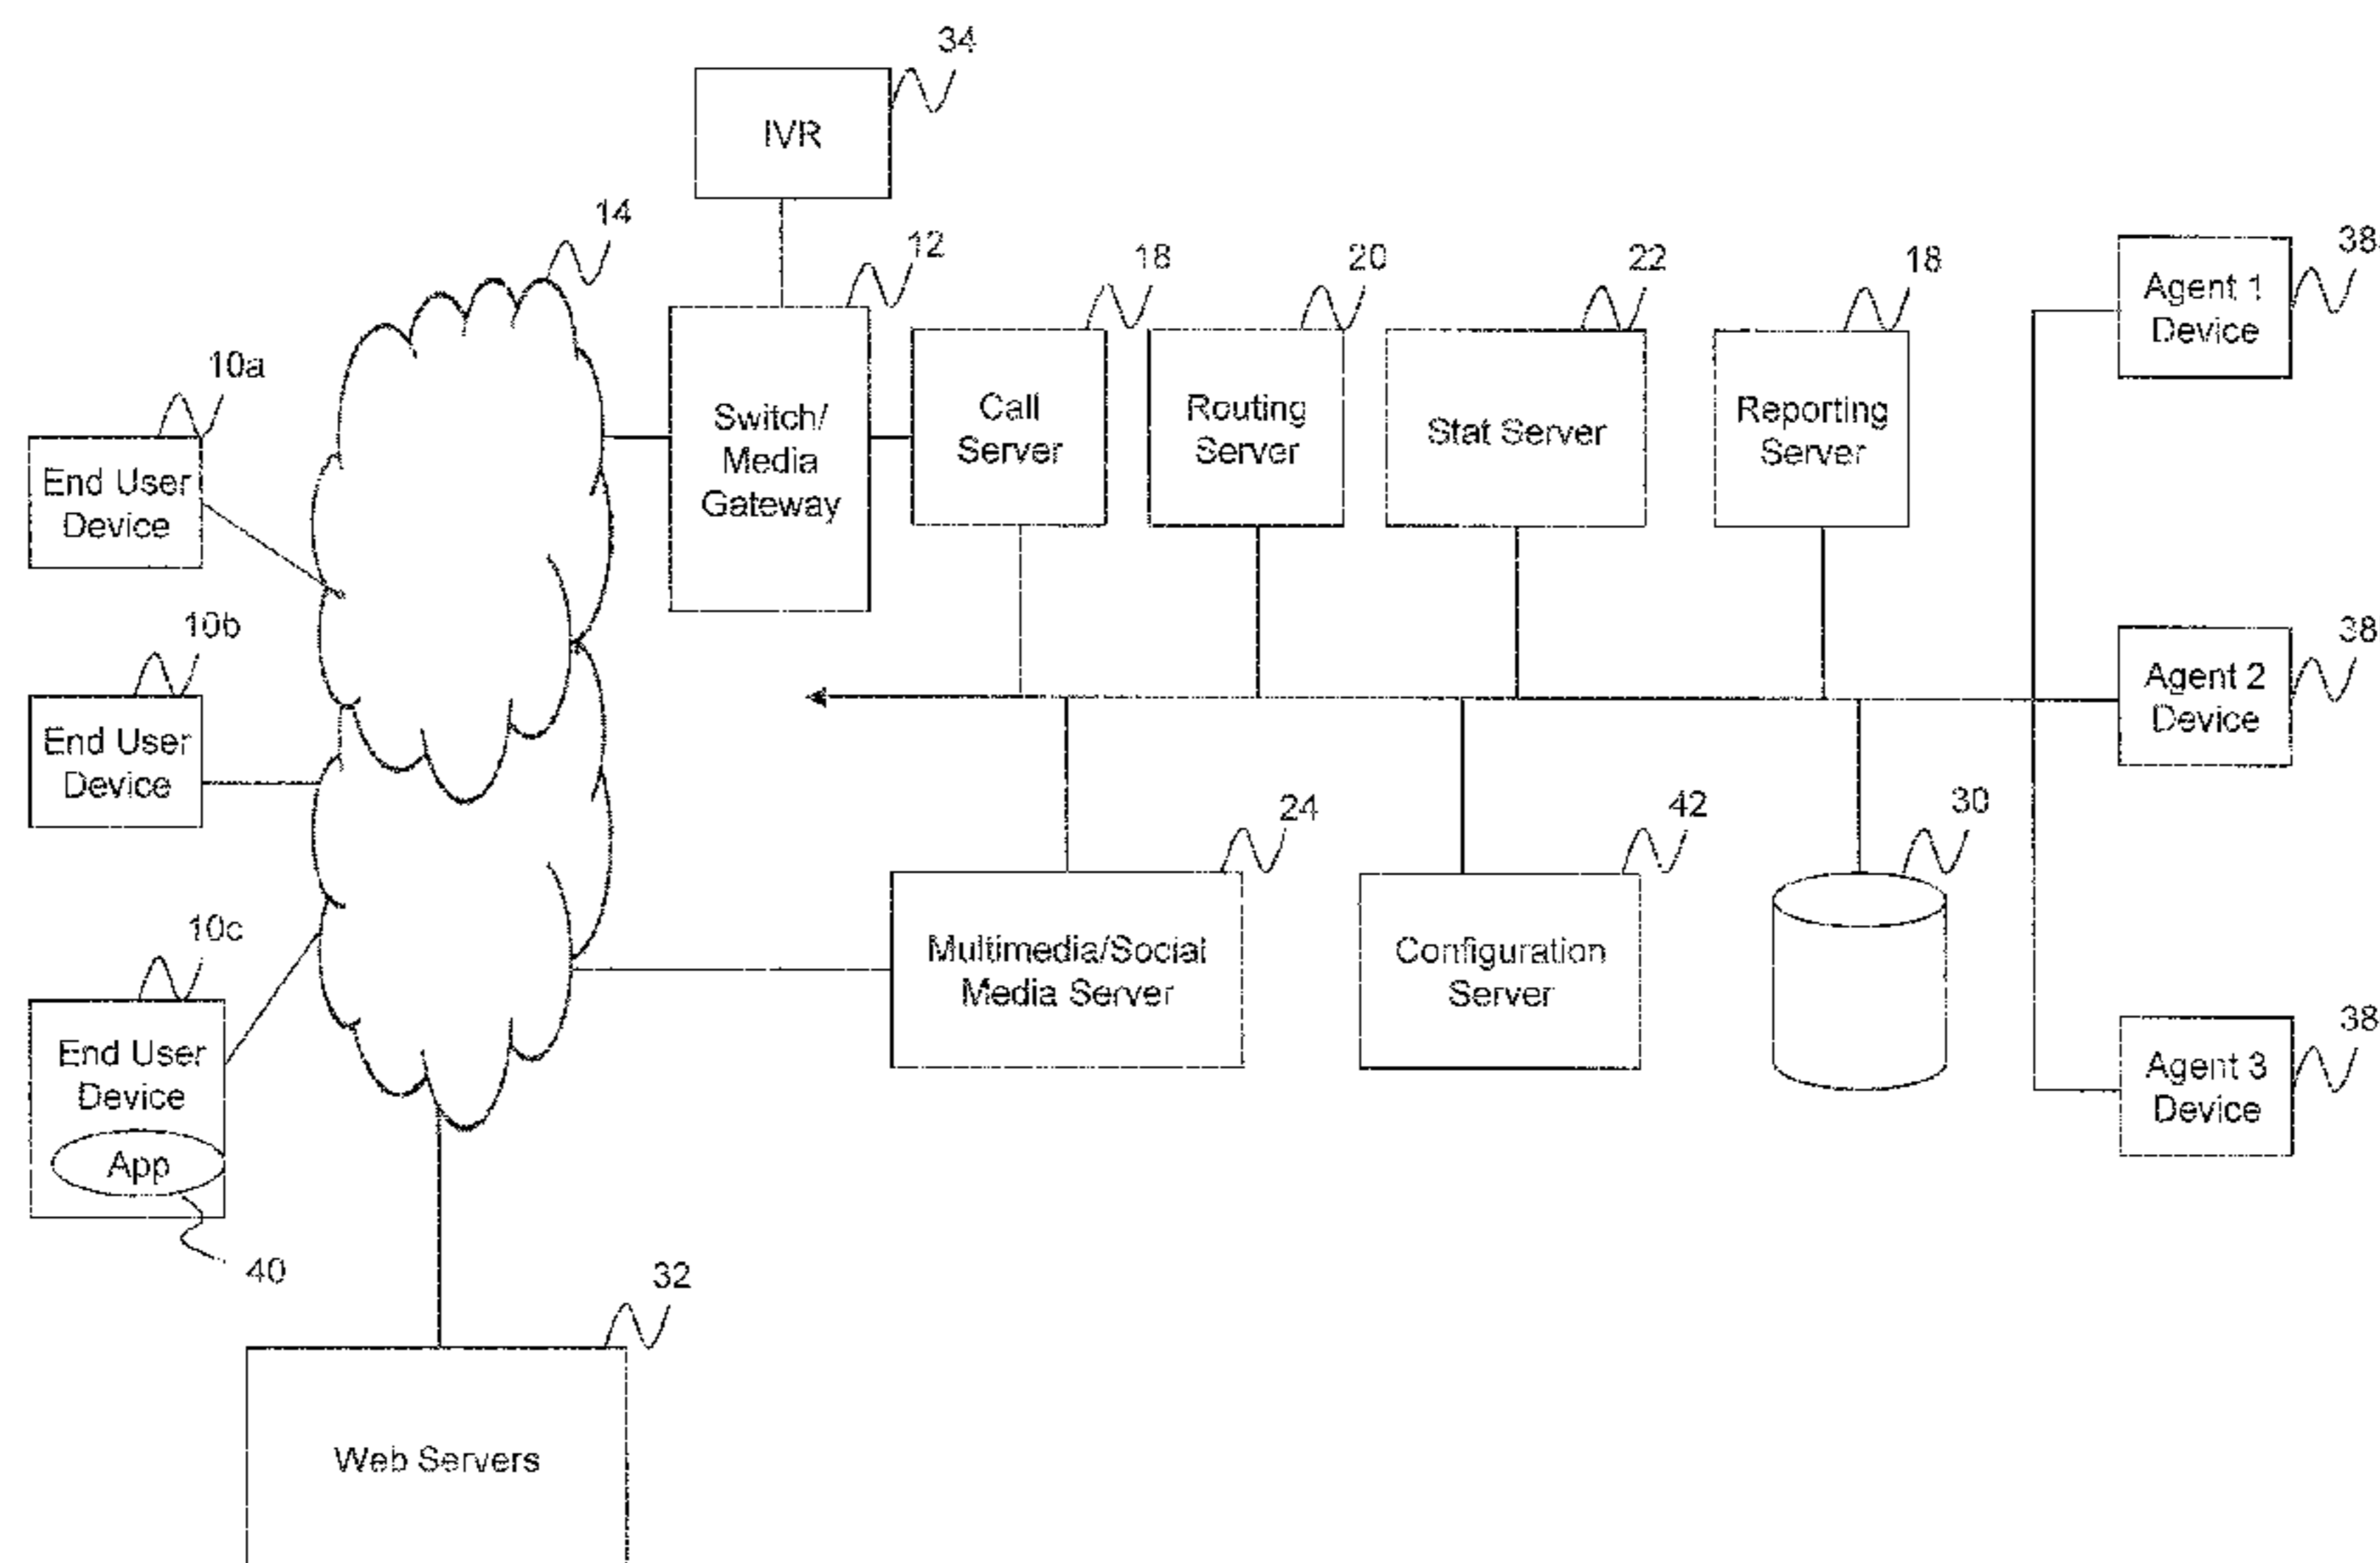 34
IVR
14
12
18
20
22
18
38
Agent 1
Device
10a
Switch/
Media
Gateway
Call
Server
Routing
Server
Stat Server
Reporting
Server
End User
Device
10b
38
Agent 2
Device
End User
Device
24
42
30
10c
Multimedia/Social
Media Server
Configuration
Server
38
Agent 3
Device
End User
Device
App
40
32
Web Servers